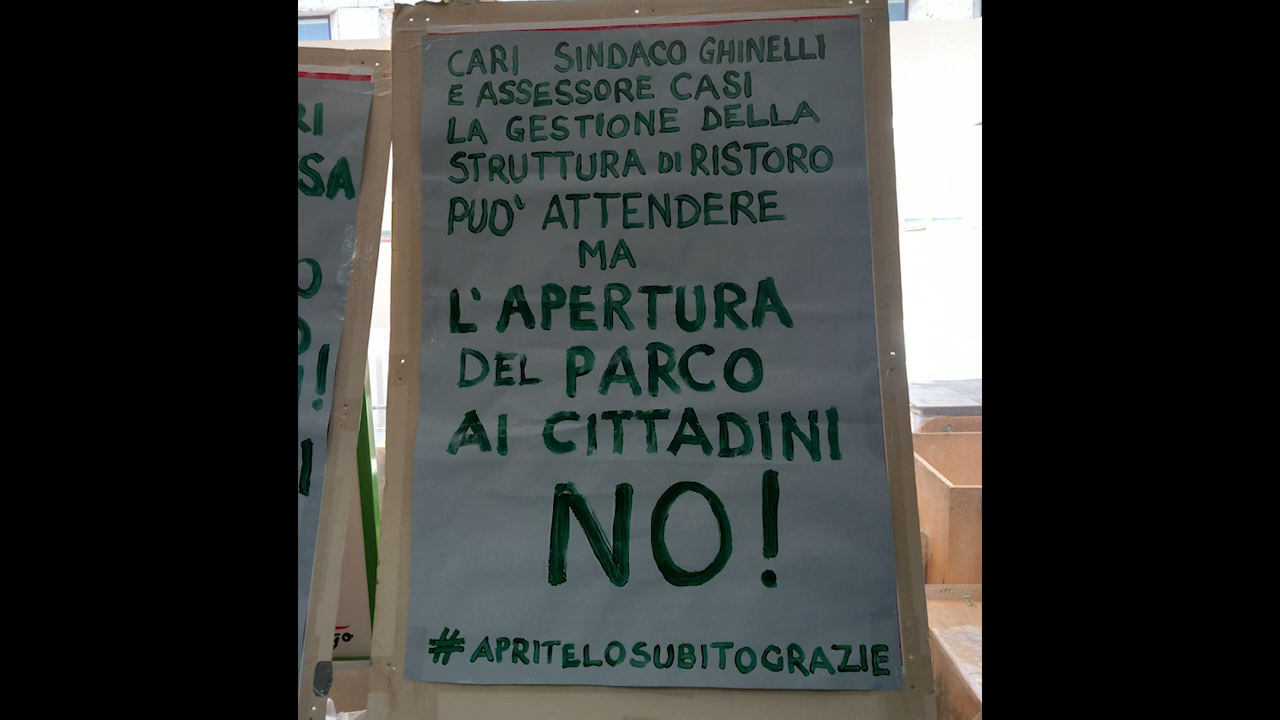 CARI SINDACO GHINELLI
E ASSESSORE CASI
LA GESTIONE DELLA
STRUTTURA DI RISTORO
PUO' ATTENDERE
MA
L'APERTURA
DEL PARCO
AI CITTADINI
NO!
#APRITELOSUBITOGRAZIE